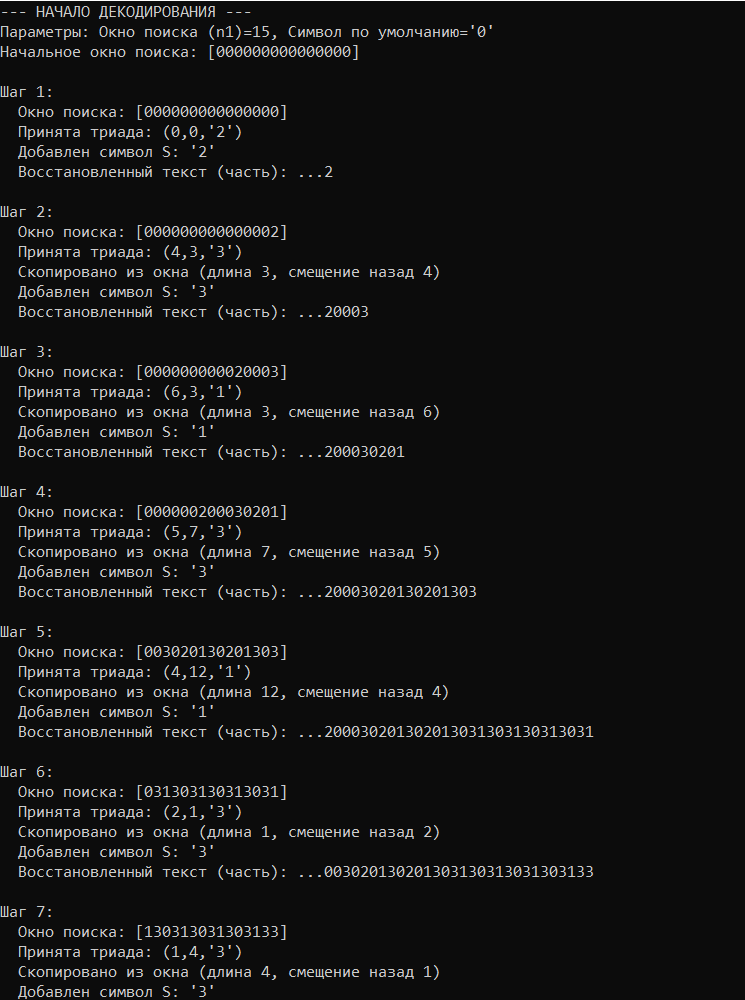 --- НАЧАЛО ДЕКОДИРОВАНИЯ ---
Параметры: Окно поиска (n1)=15, Символ по умолчанию='0'
Начальное окно поиска: [000000000000000]
Шаг 1:
Окно поиска: [000000000000000]
Принята триада: (0,0,'2')
Добавлен символ S: '2'
Восстановленный текст (часть): ...2
Шаг 2:
Окно поиска: [000000000000002]
Принята триада: (4,3,'3')
Скопировано из окна (длина 3, смещение назад 4)
Добавлен символ S: '3'
Восстановленный текст (часть): ...20003
Шаг 3:
Окно поиска: [000000000020003]
Принята триада: (6,3,'1')
Скопировано из окна (длина 3, смещение назад 6)
Добавлен символ S: '1'
Восстановленный текст (часть): ...200030201
Шаг 4:
Окно поиска: [000000200030201]
Принята триада: (5,7,'3')
Скопировано из окна (длина 7, смещение назад 5)
Добавлен символ S: '3'
Восстановленный текст (часть): ...20003020130201303
Шаг 5:
Окно поиска: [003020130201303]
Принята триада: (4,12,'1')
Скопировано из окна (длина 12, смещение назад 4)
Добавлен символ S: '1'
Восстановленный текст (часть): ...200030201302013031303130313031
Шаг 6:
Окно поиска: [031303130313031]
Принята триада: (2,1,'3')
Скопировано из окна (длина 1, смещение назад 2)
Добавлен символ S: '3'
Восстановленный текст (часть): ...003020130201303130313031303133
Шаг 7:
Окно поиска: [130313031303133]
Принята триада: (1,4,'3')
Скопировано из окна (длина 4, смещение назад 1)
Добавлен символ S: '3'